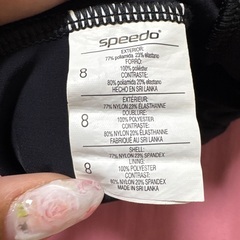 speedo
EXTERIOR:
77% poliamida 23% elastano
FORRO:
8
100% poliéster
CONTRASTE:
80% poliamida 20% elastano
HECHO EN SRI LANKA
EXTÉRIEUR:
77% NYLON 23% ÉLASTHANNE
DOUBLURE:
8
100% POLYESTER
CONTRASTE:
80% NYLON 20% ÉLASTHANNE
FABRIQUÉ AU SRI LANKA
SHELL:
77% NYLON 23% SPANDEX
LINING:
8
100% POLYESTER
CONTRAST:
80% NYLON 20% SPANDEX
MADE IN SRI LANKA